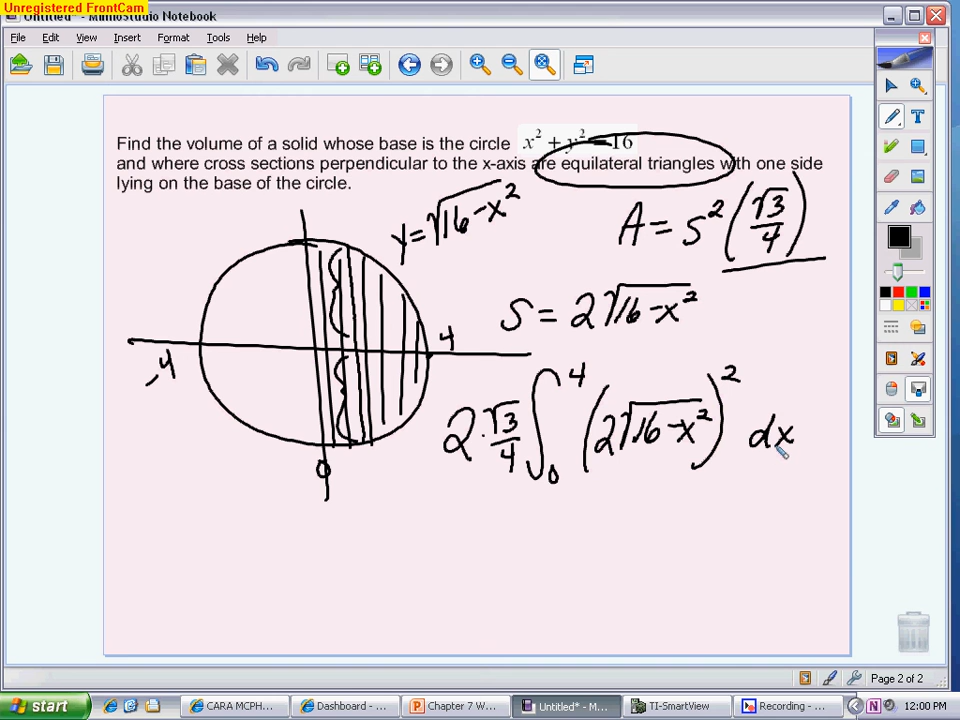 Unregistered FrontCam
Untitled* - MimioStudio Notebook
File Edit View Insert Format Tools Help
Find the volume of a solid whose base is the circle x² + y² = 16
and where cross sections perpendicular to the x-axis are equilateral triangles with one side
lying on the base of the circle.
y = √16-x²
A = s² (√3/4)
s = 2√16-x²
-4
4
0
2 · √3/4 ∫₀⁴ (2√16-x²)² dx
Page 2 of 2
start CARA MCPH... Dashboard - ... Chapter 7 W... Untitled* - M... TI-SmartView Recording - ... 12:00 PM